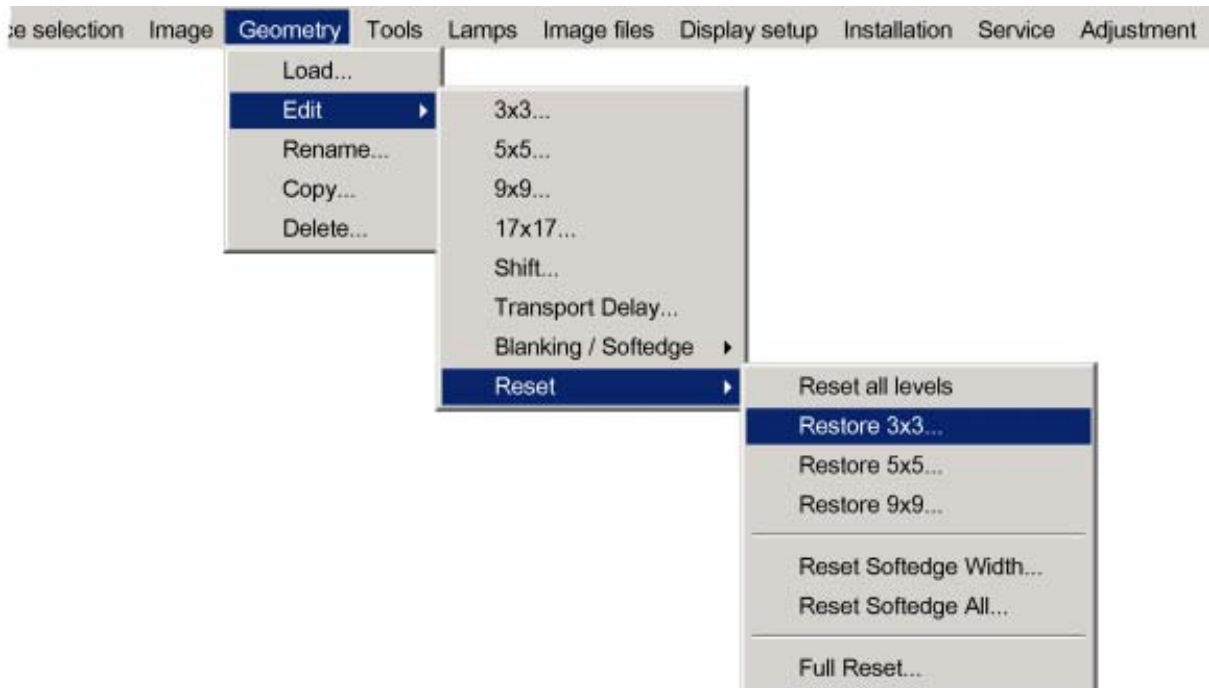 ce selection Image Geometry Tools Lamps Image files Display setup Installation Service Adjustment
Load...
Edit
Rename...
Copy...
Delete...
3x3...
5x5...
9x9...
17x17...
Shift...
Transport Delay...
Blanking / Softedge
Reset
Reset all levels
Restore 3x3...
Restore 5x5...
Restore 9x9...
Reset Softedge Width...
Reset Softedge All...
Full Reset...